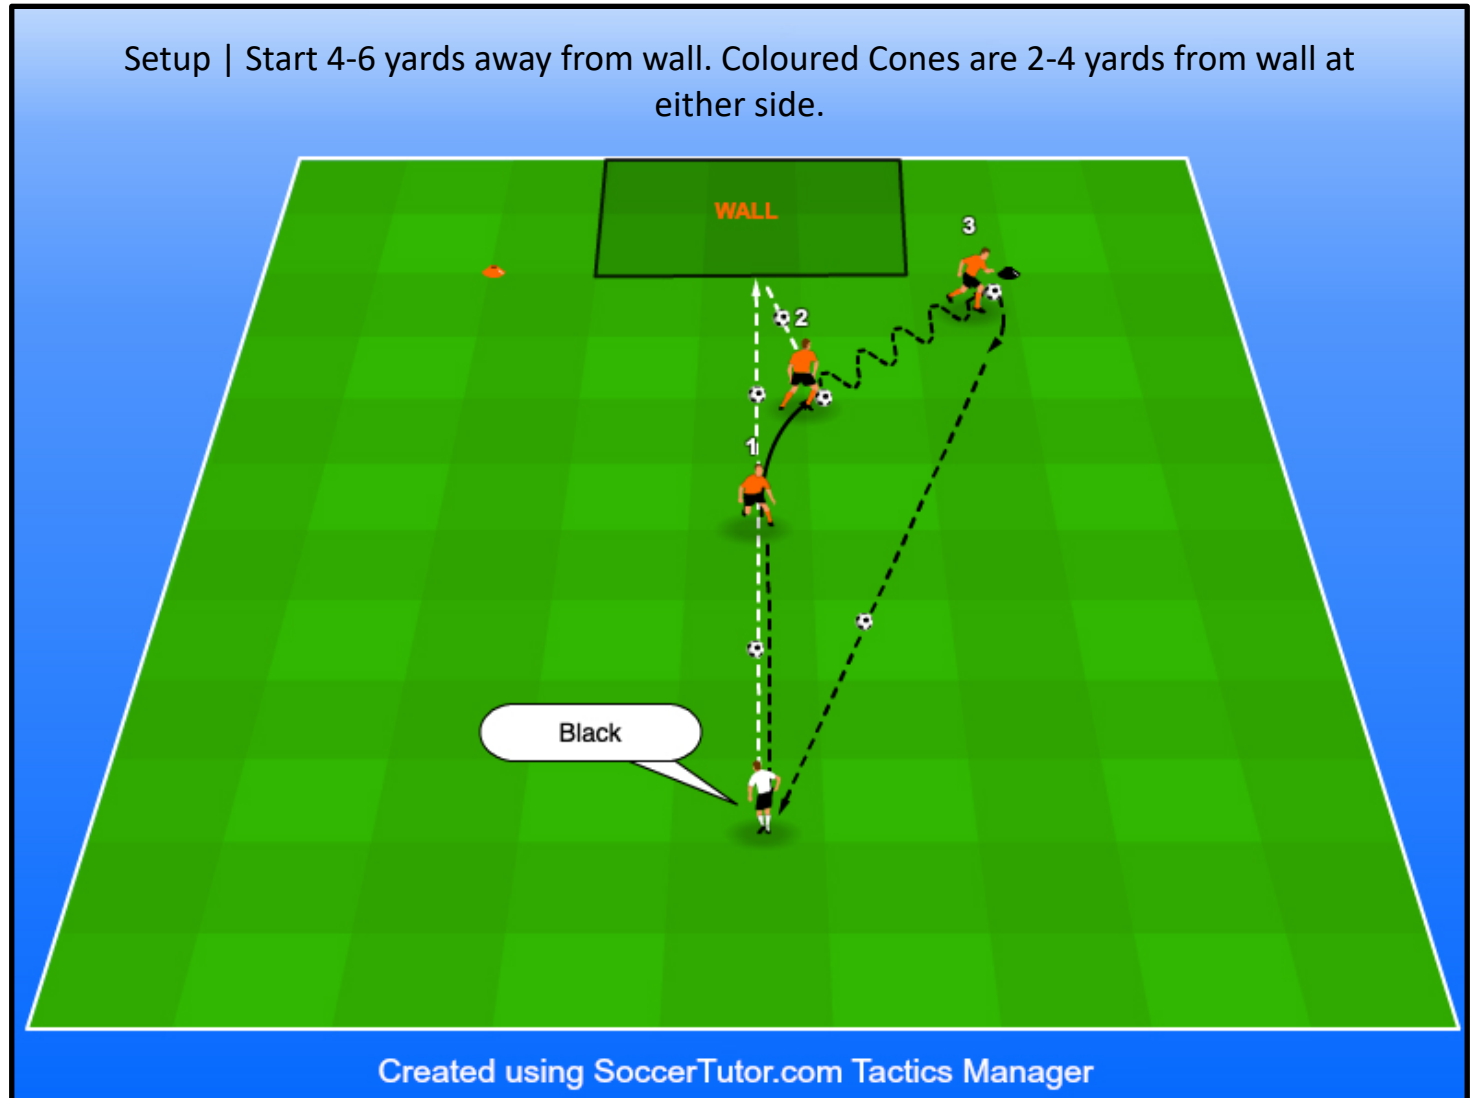 Setup | Start 4-6 yards away from wall. Coloured Cones are 2-4 yards from wall at
either side.
WALL
3
2
1
Black
Created using SoccerTutor.com Tactics Manager